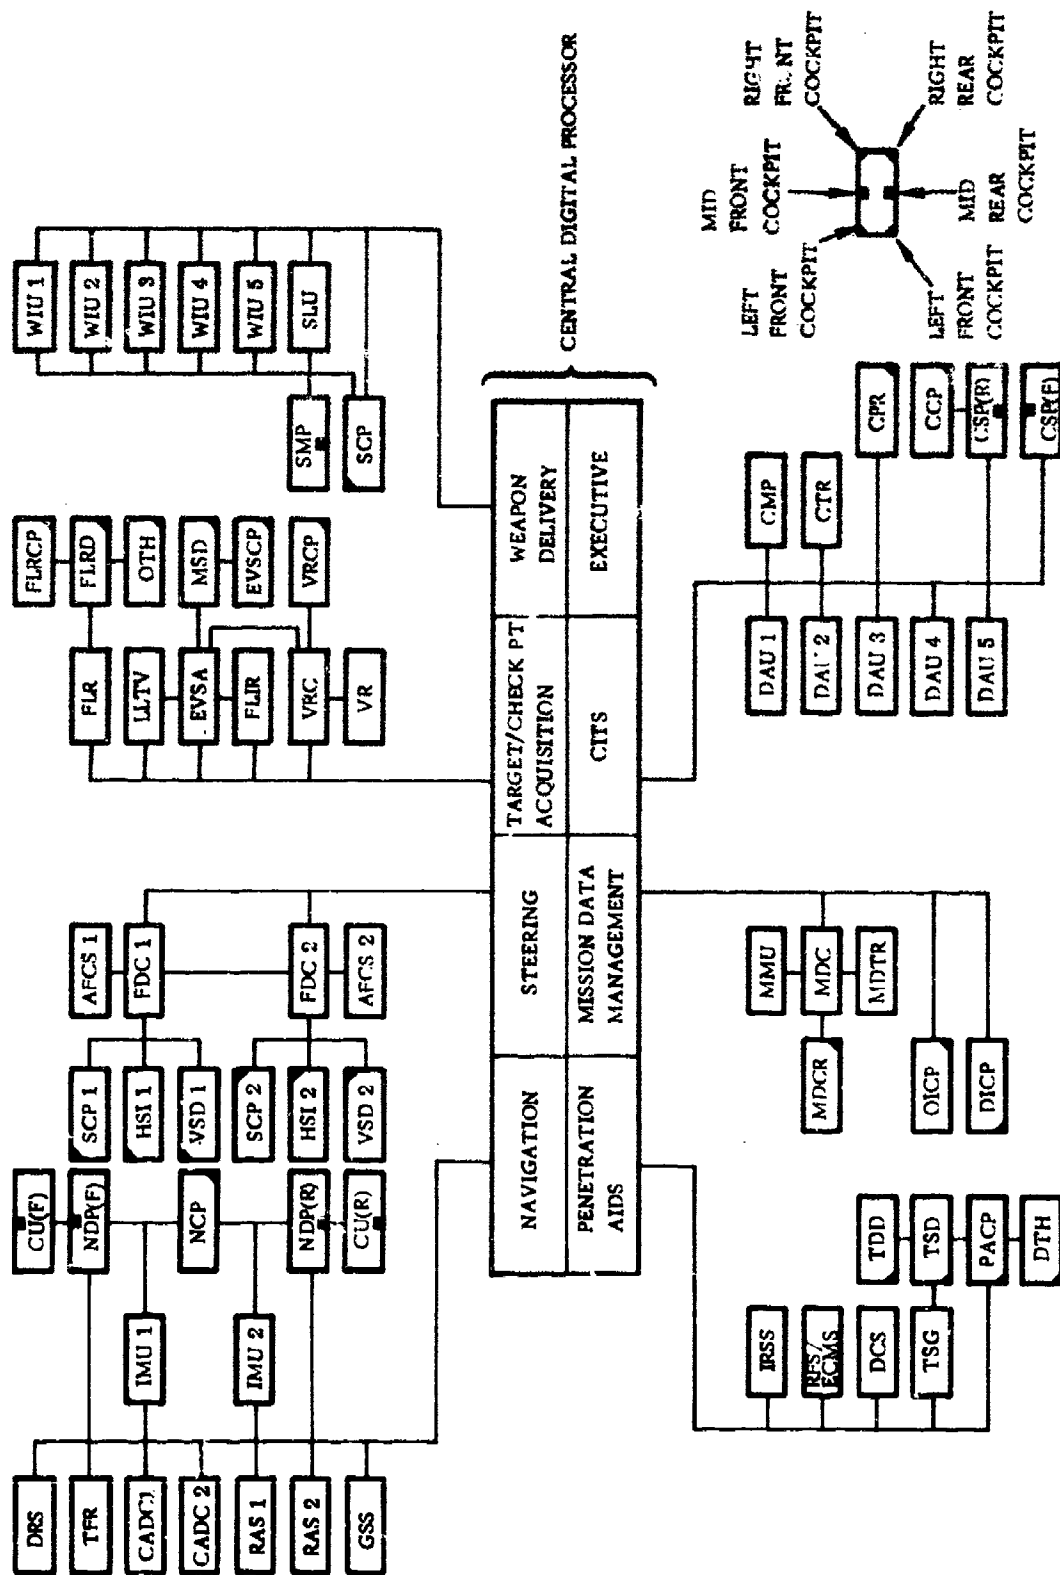 DRS
TFR
CADC1
CADC 2
RAS 1
RAS 2
GSS
IMU 1
IMU 2
CU(F)
NDP(F)
NCP
NDP(R)
CU(R)
SCP 1
HSI 1
VSD 1
SCP 2
HSI 2
VSD 2
AFCS 1
FDC 1
FDC 2
AFCS 2
FLR
LLTV
EVSA
FLIR
VRC
VR
FLRCP
FLRD
OTH
MSD
EVSCP
VRCP
SMP
SCP
WIU 1
WIU 2
WIU 3
WIU 4
WIU 5
SLU
NAVIGATION
STEERING
TARGET/CHECK PT
ACQUISITION
WEAPON
DELIVERY
PENETRATION
AIDS
MISSION DATA
MANAGEMENT
CITS
EXECUTIVE
CENTRAL DIGITAL PROCESSOR
IRSS
RFS/
ECMS
DCS
TSG
TDD
TSD
PACP
DTH
MDCR
OICP
DICP
MMU
MDC
MDTR
DAU 1
DAU 2
DAU 3
DAU 4
DAU 5
CMP
CTR
CPR
CCP
CSP(R)
CSP(F)
LEFT
FRONT
COCKPIT
MID
FRONT
COCKPIT
RIGHT
COCKPIT
LEFT
FRONT
COCKPIT
MID
REAR
COCKPIT
RIGHT
REAR
COCKPIT